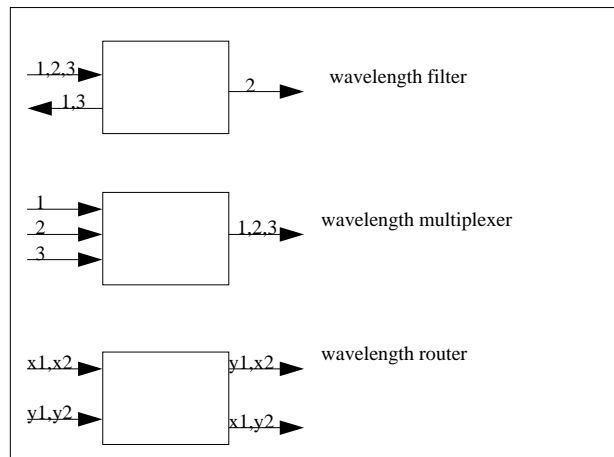 1,2,3
1,3
2
wavelength filter
1
2
3
1,2,3
wavelength multiplexer
x1,x2
y1,y2
y1,x2
x1,y2
wavelength router